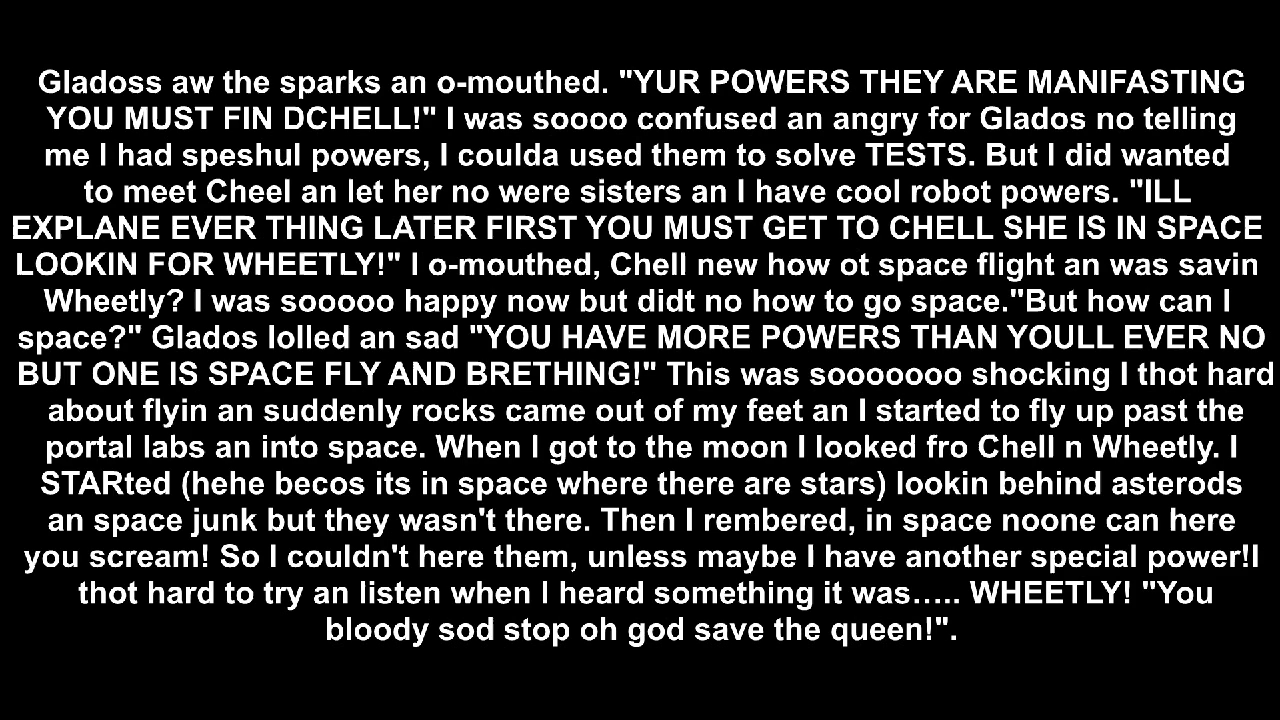 Gladoss aw the sparks an o-mouthed. "YUR POWERS THEY ARE MANIFASTING
YOU MUST FIN DCHELL!" I was soooo confused an angry for Glados no telling
me I had speshul powers, I coulda used them to solve TESTS. But I did wanted
to meet Cheel an let her no were sisters an I have cool robot powers. "ILL
EXPLANE EVER THING LATER FIRST YOU MUST GET TO CHELL SHE IS IN SPACE
LOOKIN FOR WHEETLY!" I o-mouthed, Chell new how ot space flight an was savin
Wheetly? I was sooooo happy now but didt no how to go space."But how can I
space?" Glados lolled an sad "YOU HAVE MORE POWERS THAN YOULL EVER NO
BUT ONE IS SPACE FLY AND BRETHING!" This was sooooooo shocking I thot hard
about flyin an suddenly rocks came out of my feet an I started to fly up past the
portal labs an into space. When I got to the moon I looked fro Chell n Wheetly. I
STARted (hehe becos its in space where there are stars) lookin behind asterods
an space junk but they wasn't there. Then I rembered, in space noone can here
you scream! So I couldn't here them, unless maybe I have another special power!I
thot hard to try an listen when I heard something it was….. WHEETLY! "You
bloody sod stop oh god save the queen!".